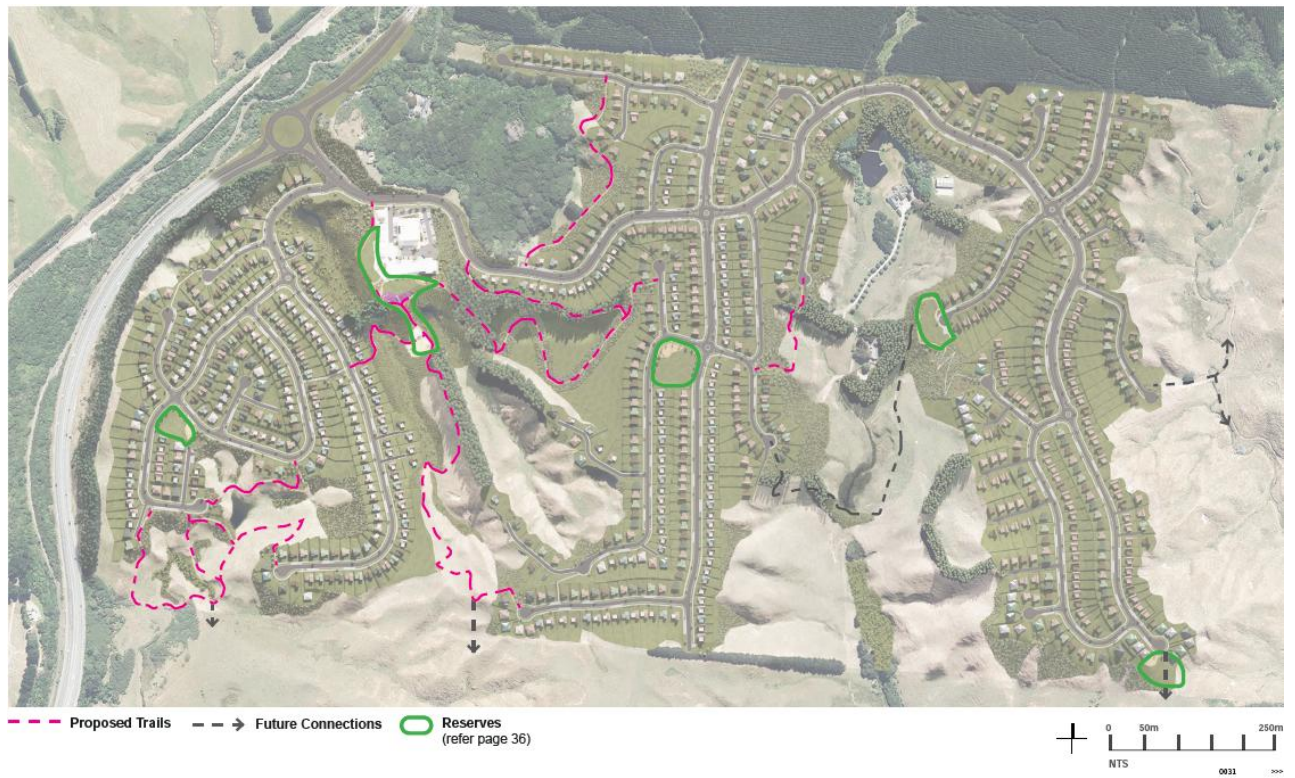 Proposed Trails
Future Connections
Reserves
(refer page 36)
0 50m 250m
NTS
0031 >>>